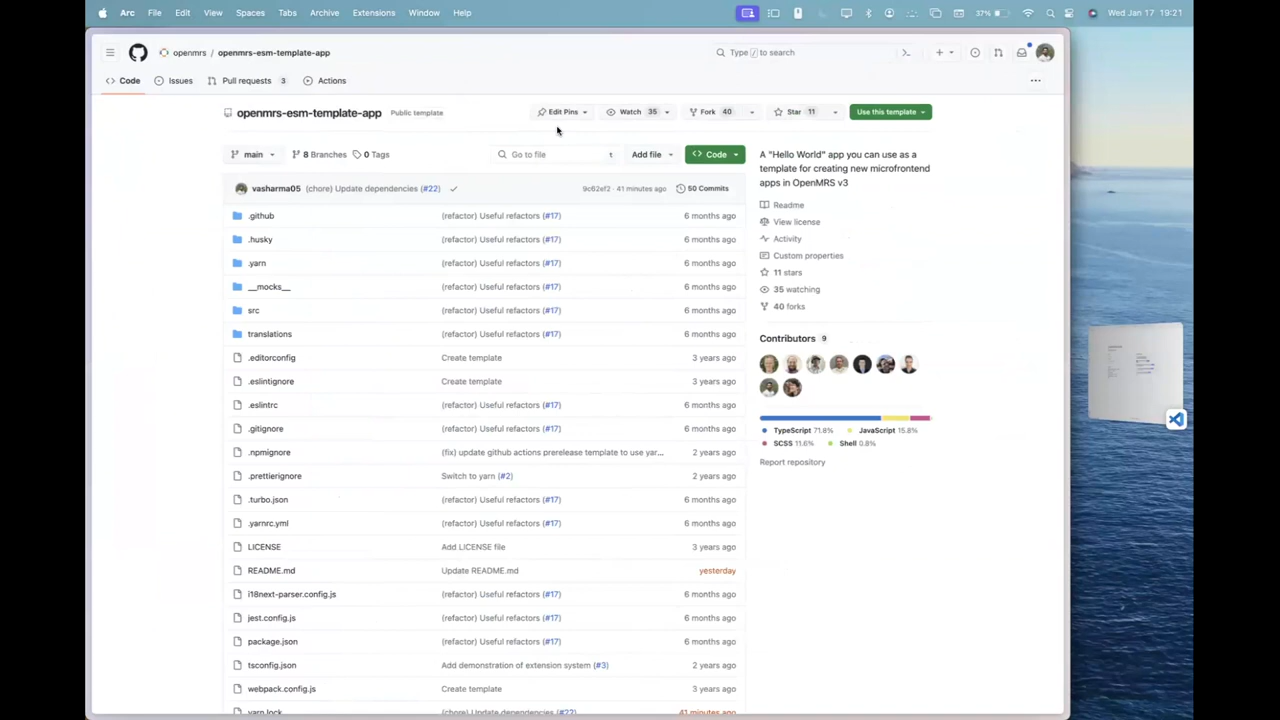 Arc File Edit View Spaces Tabs Archive Extensions Window Help 37% Wed Jan 17 19:21
openmrs / openmrs-esm-template-app Type / to search
Code Issues Pull requests 3 Actions
openmrs-esm-template-app Public template Edit Pins Watch 35 Fork 40 Star 11 Use this template
main 8 Branches 0 Tags Go to file t Add file Code
A "Hello World" app you can use as a
template for creating new microfrontend
apps in OpenMRS v3
vasharma05 (chore) Update dependencies (#22) 9c62ef2 · 41 minutes ago 50 Commits
.github (refactor) Useful refactors (#17) 6 months ago
.husky (refactor) Useful refactors (#17) 6 months ago
.yarn (refactor) Useful refactors (#17) 6 months ago
__mocks__ (refactor) Useful refactors (#17) 6 months ago
src (refactor) Useful refactors (#17) 6 months ago
translations (refactor) Useful refactors (#17) 6 months ago
.editorconfig Create template 3 years ago
.eslintignore Create template 3 years ago
.eslintrc (refactor) Useful refactors (#17) 6 months ago
.gitignore (refactor) Useful refactors (#17) 6 months ago
.npmignore (fix) update github actions prerelease template to use yar... 2 years ago
.prettierignore Switch to yarn (#2) 2 years ago
.turbo.json (refactor) Useful refactors (#17) 6 months ago
.yarnrc.yml (refactor) Useful refactors (#17) 6 months ago
LICENSE Add LICENSE file 3 years ago
README.md Update README.md yesterday
i18next-parser.config.js (refactor) Useful refactors (#17) 6 months ago
jest.config.js (refactor) Useful refactors (#17) 6 months ago
package.json (refactor) Useful refactors (#17) 6 months ago
tsconfig.json Add demonstration of extension system (#3) 2 years ago
webpack.config.js Create template 3 years ago
yarn.lock (chore) Update dependencies (#22) 41 minutes ago
Readme
View license
Activity
Custom properties
11 stars
35 watching
40 forks
Contributors 9
TypeScript 71.8% JavaScript 15.8%
SCSS 11.6% Shell 0.8%
Report repository